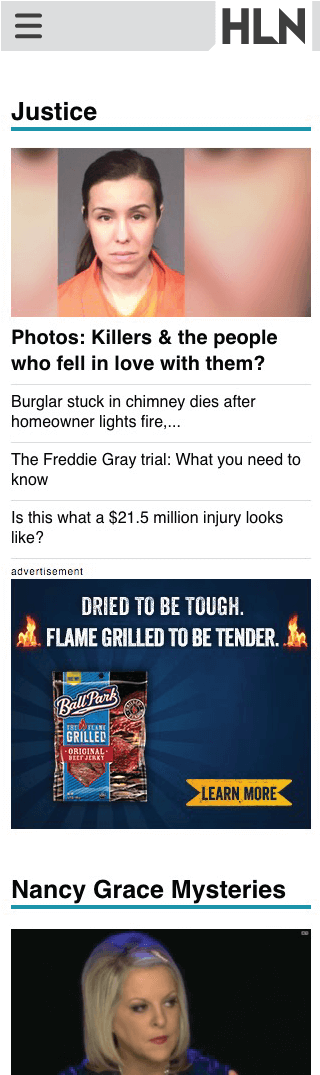 HLN
Justice
Photos: Killers & the people
who fell in love with them?
Burglar stuck in chimney dies after
homeowner lights fire,...
The Freddie Gray trial: What you need to
know
Is this what a $21.5 million injury looks
like?
advertisement
DRIED TO BE TOUGH.
FLAME GRILLED TO BE TENDER.
Ball Park
FLAME
GRILLED
ORIGINAL
BEEF JERKY
LEARN MORE
Nancy Grace Mysteries